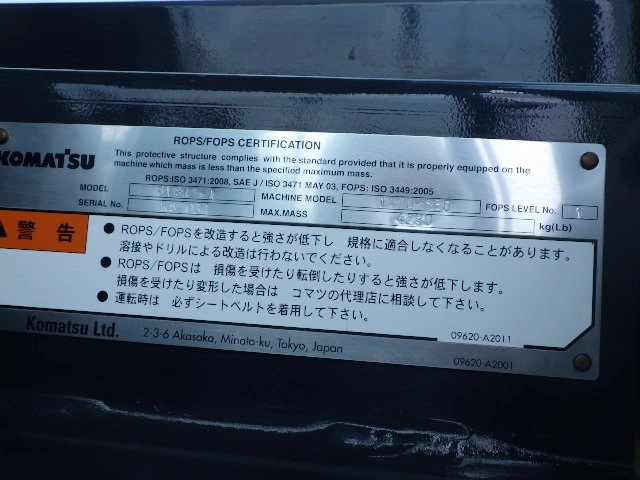 KOMATSU
ROPS/FOPS CERTIFICATION
This protective structure complies with the standard provided that it is properly equipped on the
machine which mass is less than the specified maximum mass.
ROPS:ISO 3471:2008, SAE J / ISO 3471 MAY 03, FOPS: ISO 3449:2005
MODEL MACHINE MODEL FOPS LEVEL No. 1
SERIAL No. MAX.MASS kg(Lb)
警告
● ROPS/FOPSを改造すると強さが低下し 規格に適合しなくなることがあります。
溶接やドリルによる改造は行わないでください。
● ROPS/FOPSは 損傷を受けたり転倒したりすると強さが低下します。
損傷を受けたり変形した場合は コマツの代理店に相談して下さい。
● 運転時は 必ずシートベルトを着用して下さい。
09620-A2011
Komatsu Ltd. 2-3-6 Akasaka, Minato-ku, Tokyo, Japan
09620-A2001